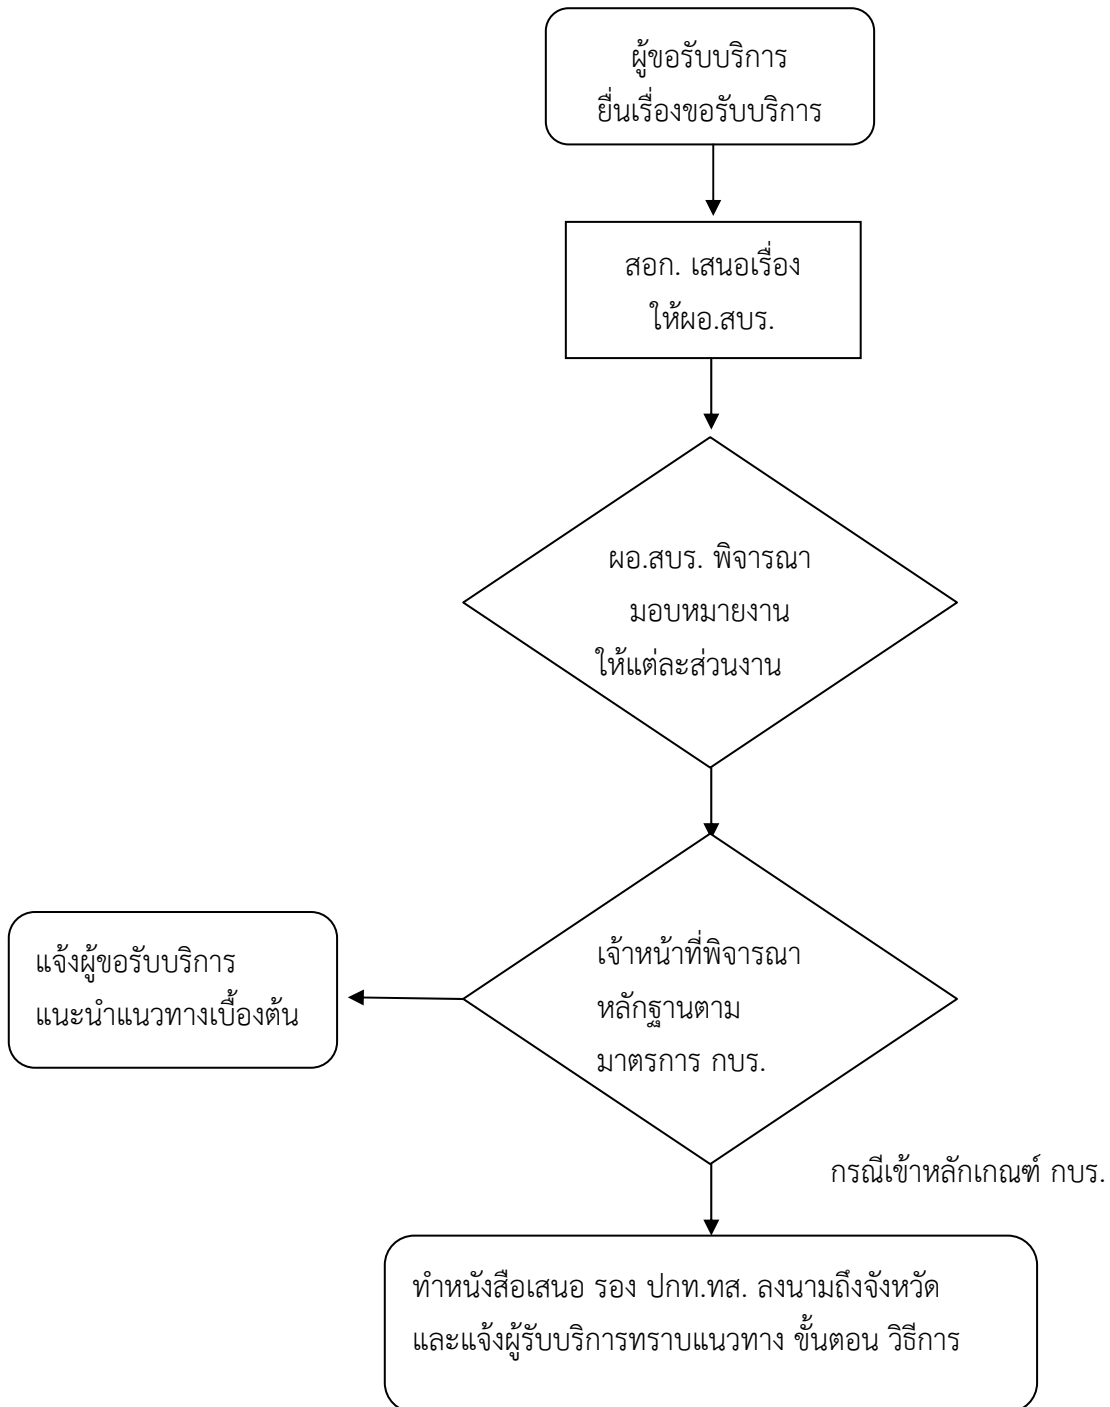 ผู้ขอรับบริการ
ยื่นเรื่องขอรับบริการ
สอก. เสนอเรื่อง
ให้ผอ.สบร.
ผอ.สบร. พิจารณา
มอบหมายงาน
ให้แต่ละส่วนงาน
เจ้าหน้าที่พิจารณา
หลักฐานตาม
มาตรการ กบร.
แจ้งผู้ขอรับบริการ
แนะนำแนวทางเบื้องต้น
กรณีเข้าหลักเกณฑ์ กบร.
ทำหนังสือเสนอ รอง ปกท.ทส. ลงนามถึงจังหวัด
และแจ้งผู้รับบริการทราบแนวทาง ขั้นตอน วิธีการ